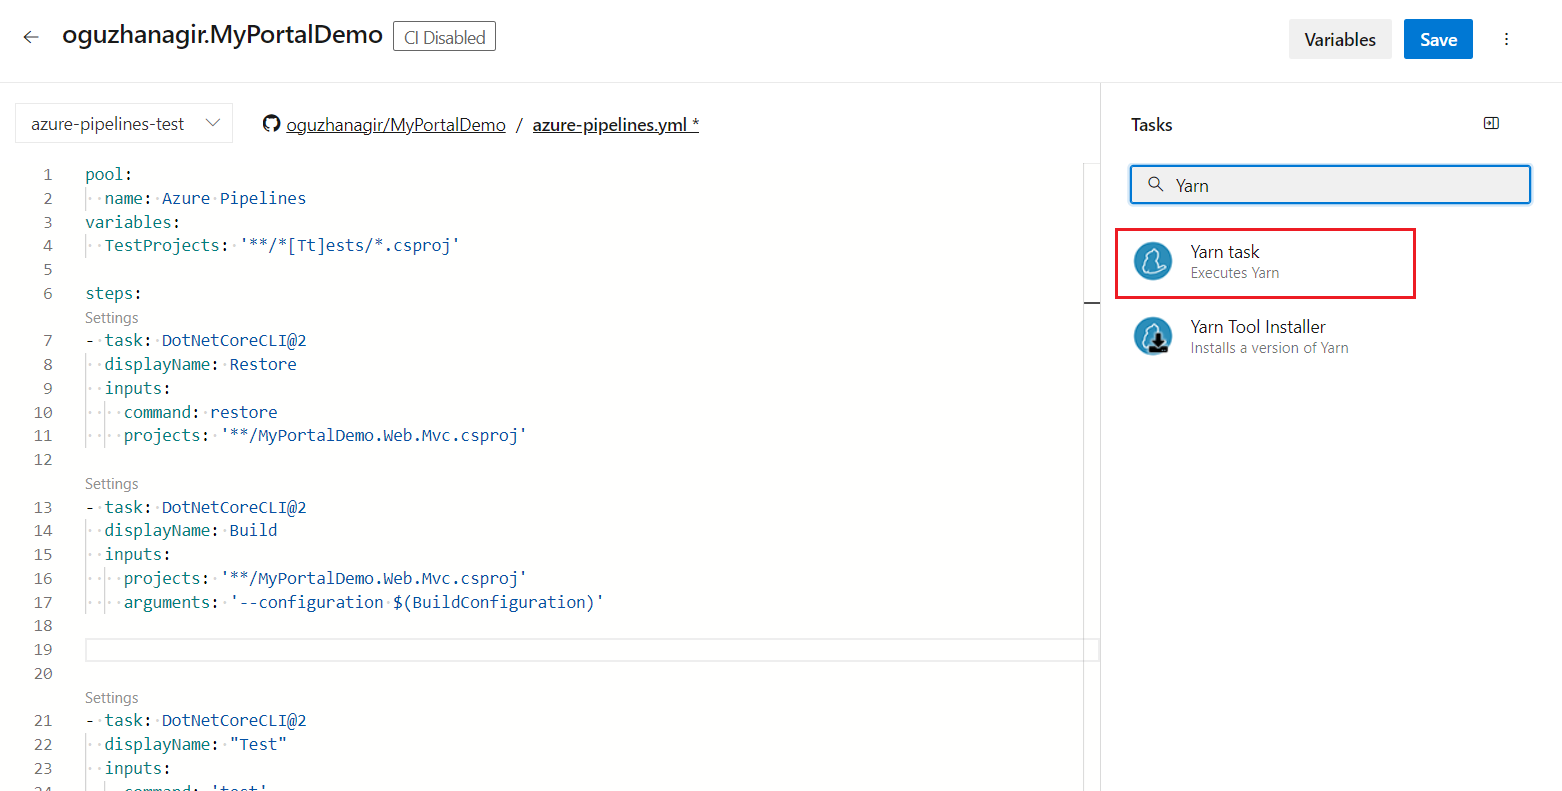 oguzhanagir.MyPortalDemo CI Disabled
Variables Save
azure-pipelines-test oguzhanagir/MyPortalDemo / azure-pipelines.yml *
1 pool:
2 name: Azure Pipelines
3 variables:
4 TestProjects: '**/*[Tt]ests/*.csproj'
5
6 steps:
Settings
7 - task: DotNetCoreCLI@2
8 displayName: Restore
9 inputs:
10 command: restore
11 projects: '**/MyPortalDemo.Web.Mvc.csproj'
12
Settings
13 - task: DotNetCoreCLI@2
14 displayName: Build
15 inputs:
16 projects: '**/MyPortalDemo.Web.Mvc.csproj'
17 arguments: '--configuration $(BuildConfiguration)'
18
19
20
Settings
21 - task: DotNetCoreCLI@2
22 displayName: "Test"
23 inputs:
24 command: 'test'
Tasks
Yarn
Yarn task
Executes Yarn
Yarn Tool Installer
Installs a version of Yarn